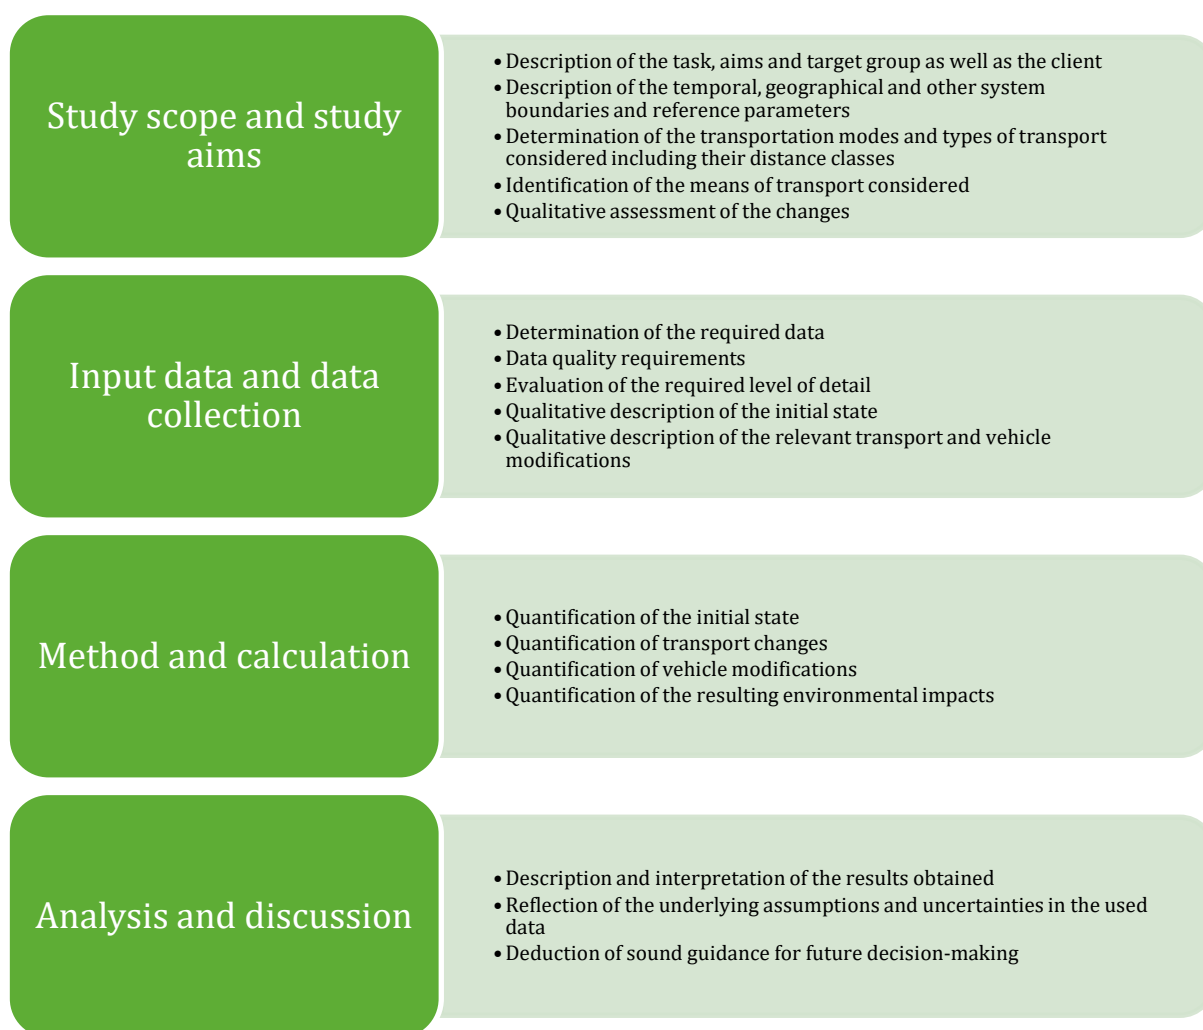 Study scope and study
aims
• Description of the task, aims and target group as well as the client
• Description of the temporal, geographical and other system
boundaries and reference parameters
• Determination of the transportation modes and types of transport
considered including their distance classes
• Identification of the means of transport considered
• Qualitative assessment of the changes
Input data and data
collection
• Determination of the required data
• Data quality requirements
• Evaluation of the required level of detail
• Qualitative description of the initial state
• Qualitative description of the relevant transport and vehicle
modifications
Method and calculation
• Quantification of the initial state
• Quantification of transport changes
• Quantification of vehicle modifications
• Quantification of the resulting environmental impacts
Analysis and discussion
• Description and interpretation of the results obtained
• Reflection of the underlying assumptions and uncertainties in the used
data
• Deduction of sound guidance for future decision-making